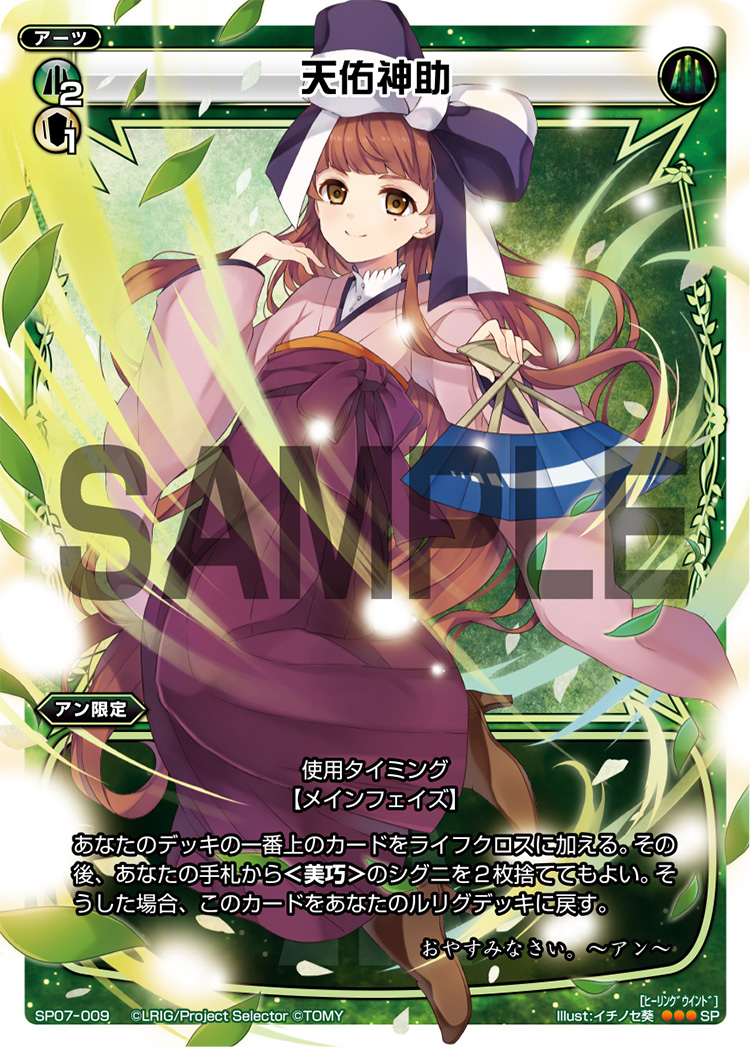 アーツ
天佑神助
2
1
SAMPLE
アン限定
使用タイミング
【メインフェイズ】
あなたのデッキの一番上のカードをライフクロスに加える。その
後、あなたの手札から<美巧>のシグニを２枚捨ててもよい。そ
うした場合、このカードをあなたのルリグデッキに戻す。
おやすみなさい。～アン～
[ﾋｰﾘﾝｸﾞｳｲﾝﾄﾞ]
SP07-009 ©LRIG/Project Selector ©TOMY Illust:イチノセ葵 SP